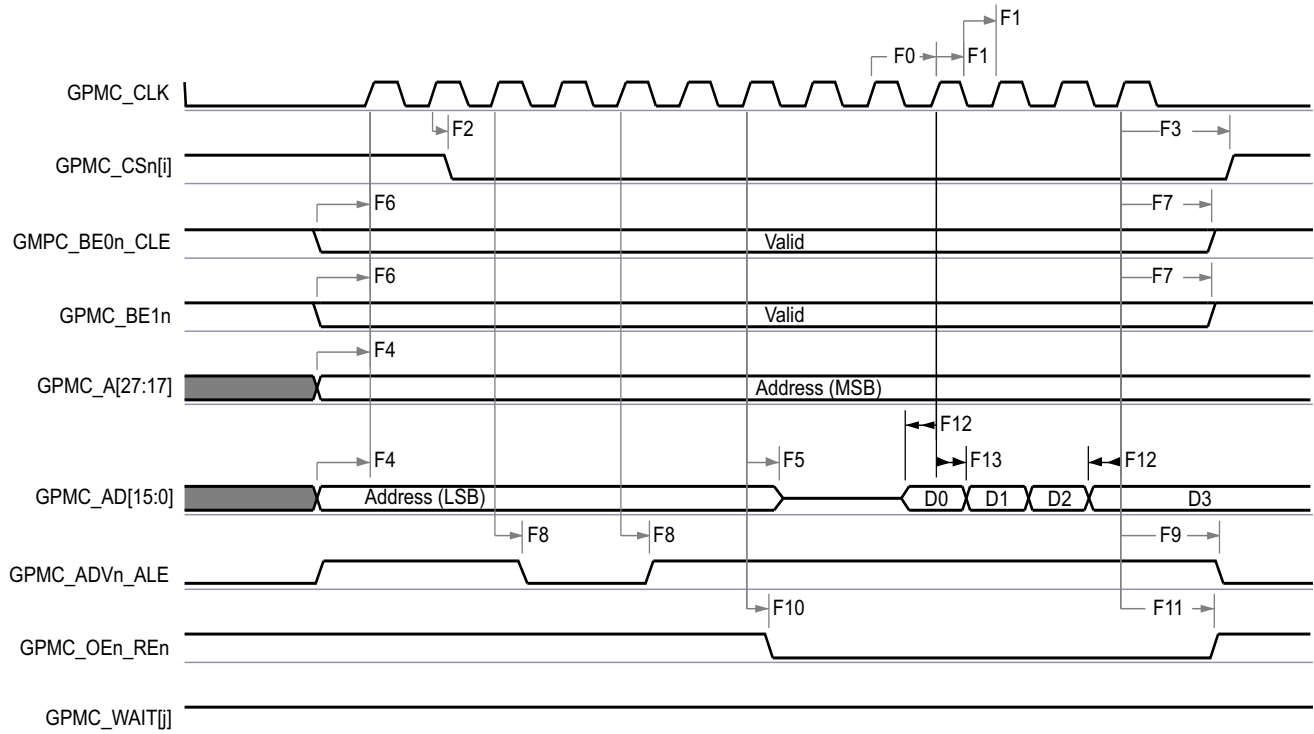 F1
F0
F1
GPMC_CLK
F2
F3
GPMC_CSn[i]
F6
F7
GMPC_BE0n_CLE
Valid
F6
F7
GPMC_BE1n
Valid
F4
GPMC_A[27:17]
Address (MSB)
F12
F4
F5
F13
F12
GPMC_AD[15:0]
Address (LSB)
D0
D1
D2
D3
F8
F8
F9
GPMC_ADVn_ALE
F10
F11
GPMC_OEn_REn
GPMC_WAIT[j]